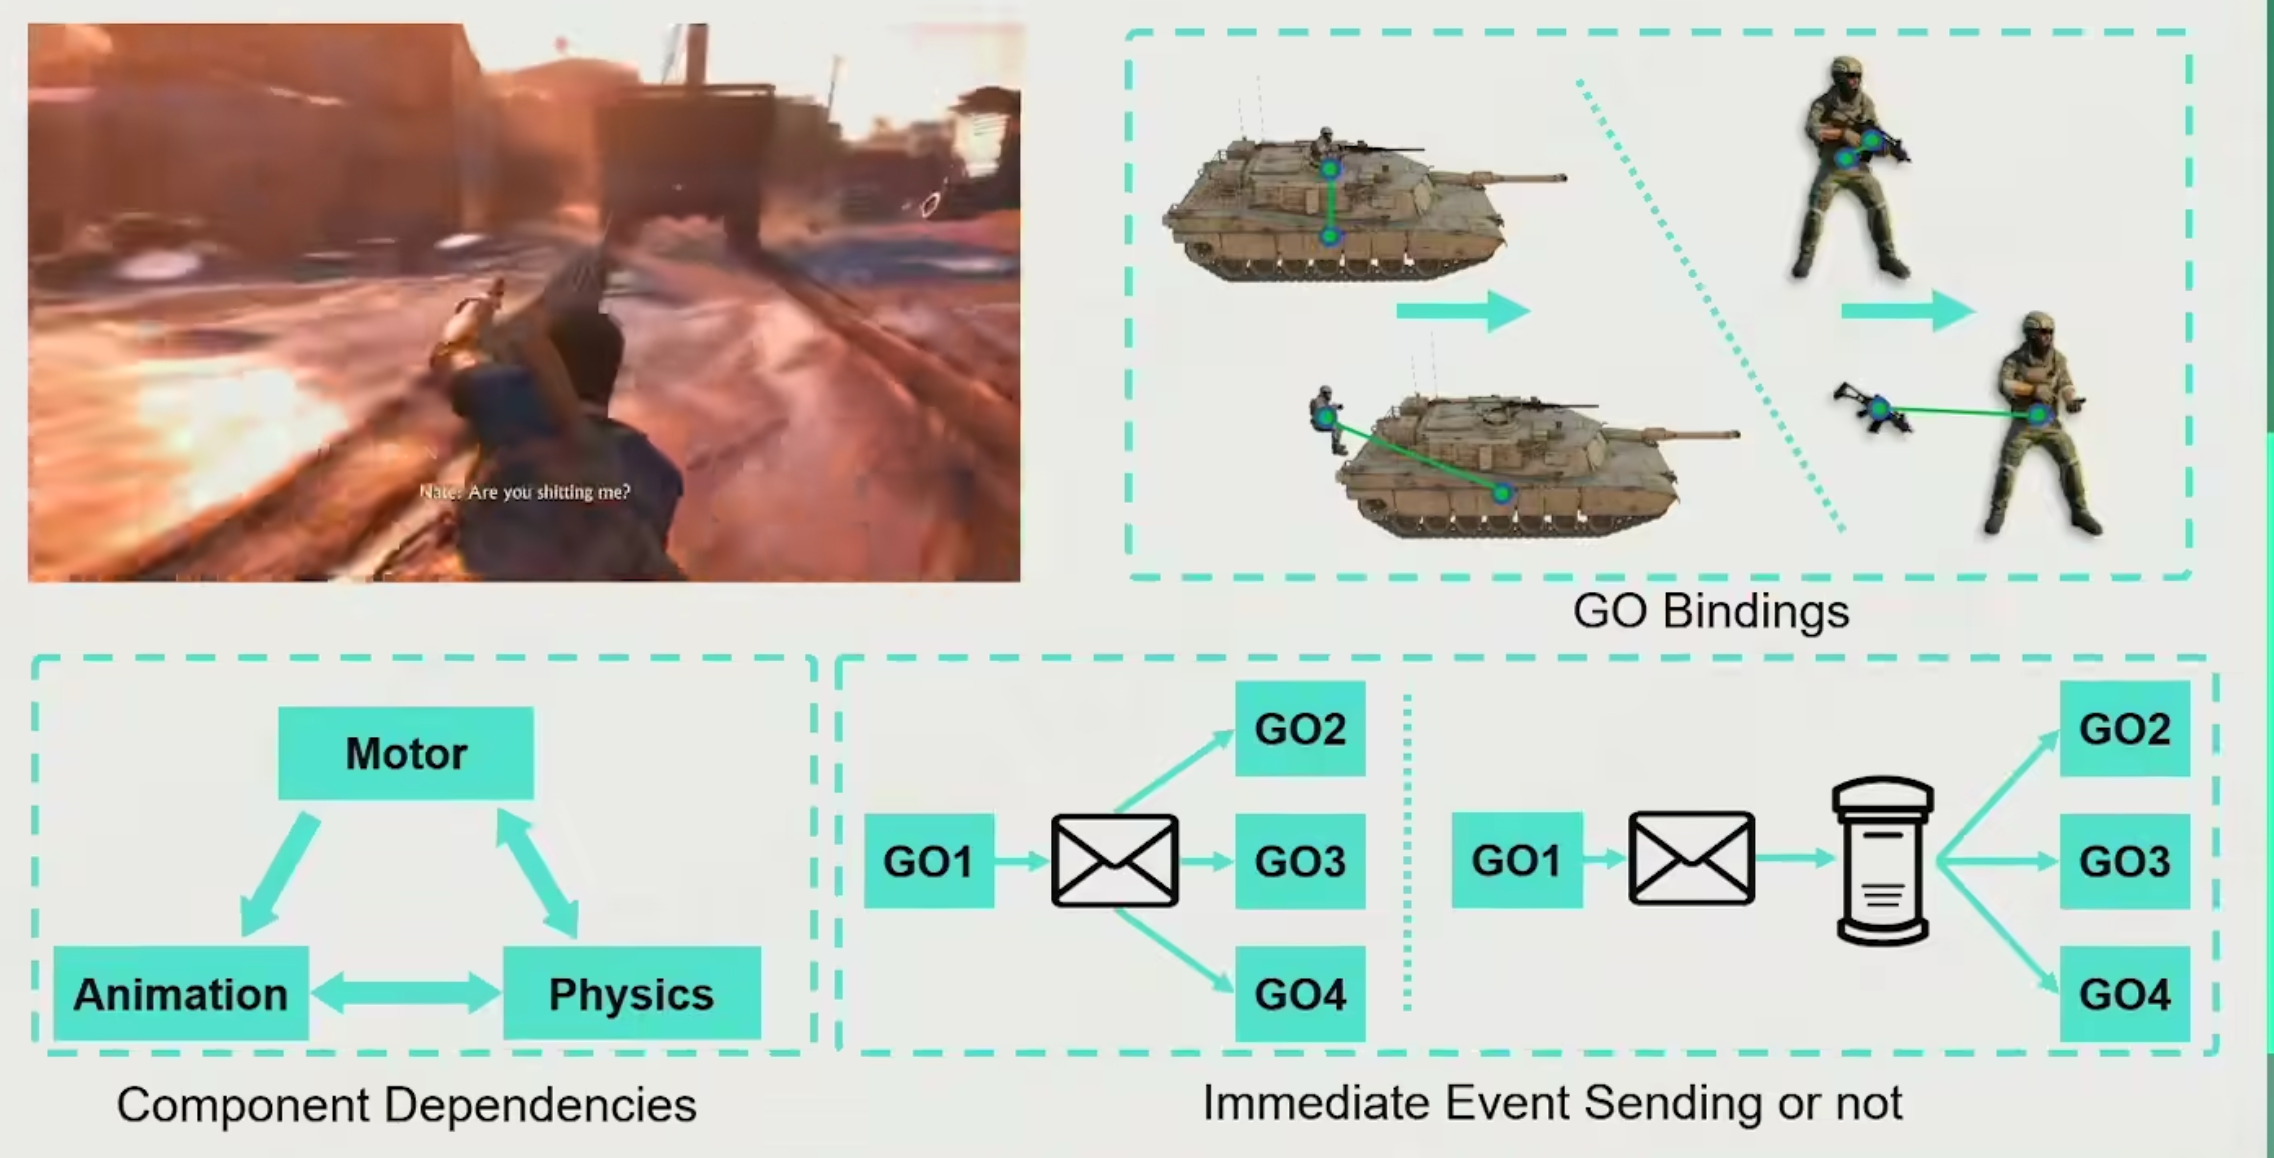 Nate: Are you shitting me?
GO Bindings
Motor
Animation
Physics
Component Dependencies
GO1
GO2
GO3
GO4
GO1
GO2
GO3
GO4
Immediate Event Sending or not